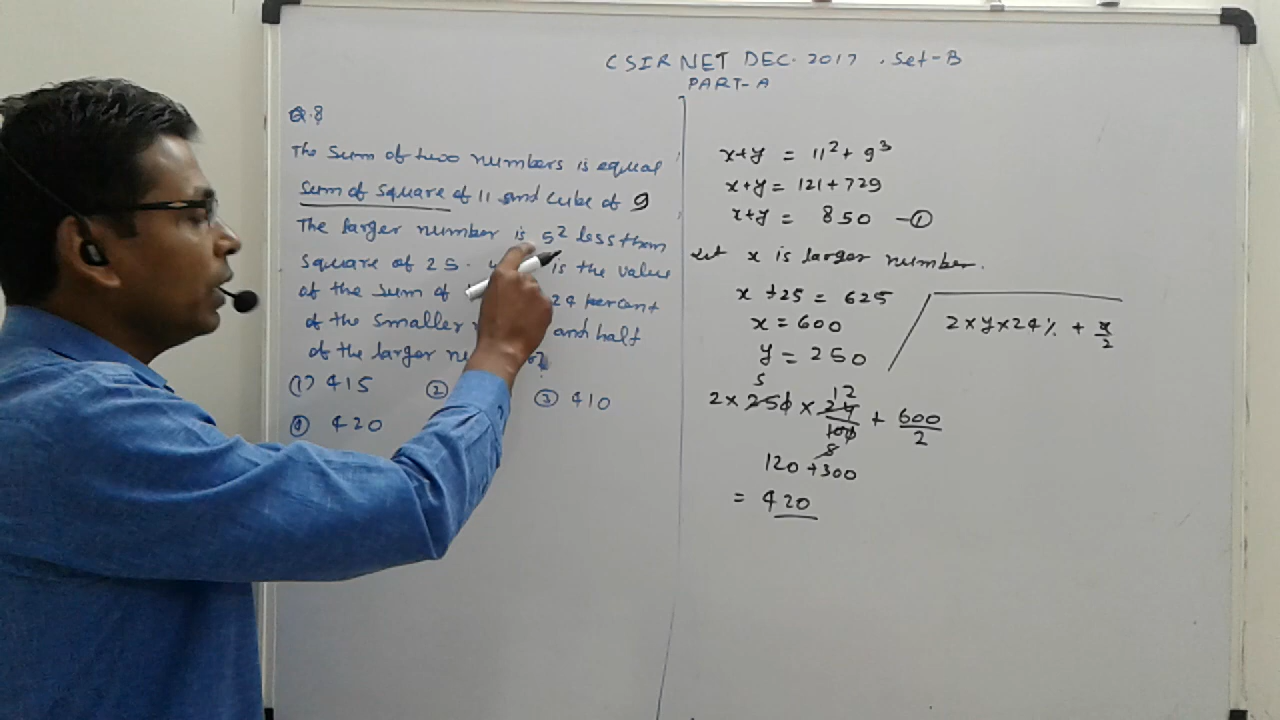 CSIR NET DEC. 2017 . Set-B
PART-A
Q.8
The Sum of two numbers is equal
Sum of square of 11 and cube of 9
The larger number is 5² less them
square of 25. is the value
of the sum of 24 percent
of the smaller and half
of the larger
(1) 415 ② ③ 410
④ 420
x+y = 11² + 9³
x+y = 121+729
x+y = 850 -①
Let x is larger number.
x +25 = 625
x = 600
y = 250
2×y×24% + x/2
5 12
2 × 250 × 24/100 + 600/2
120 +300
= 420